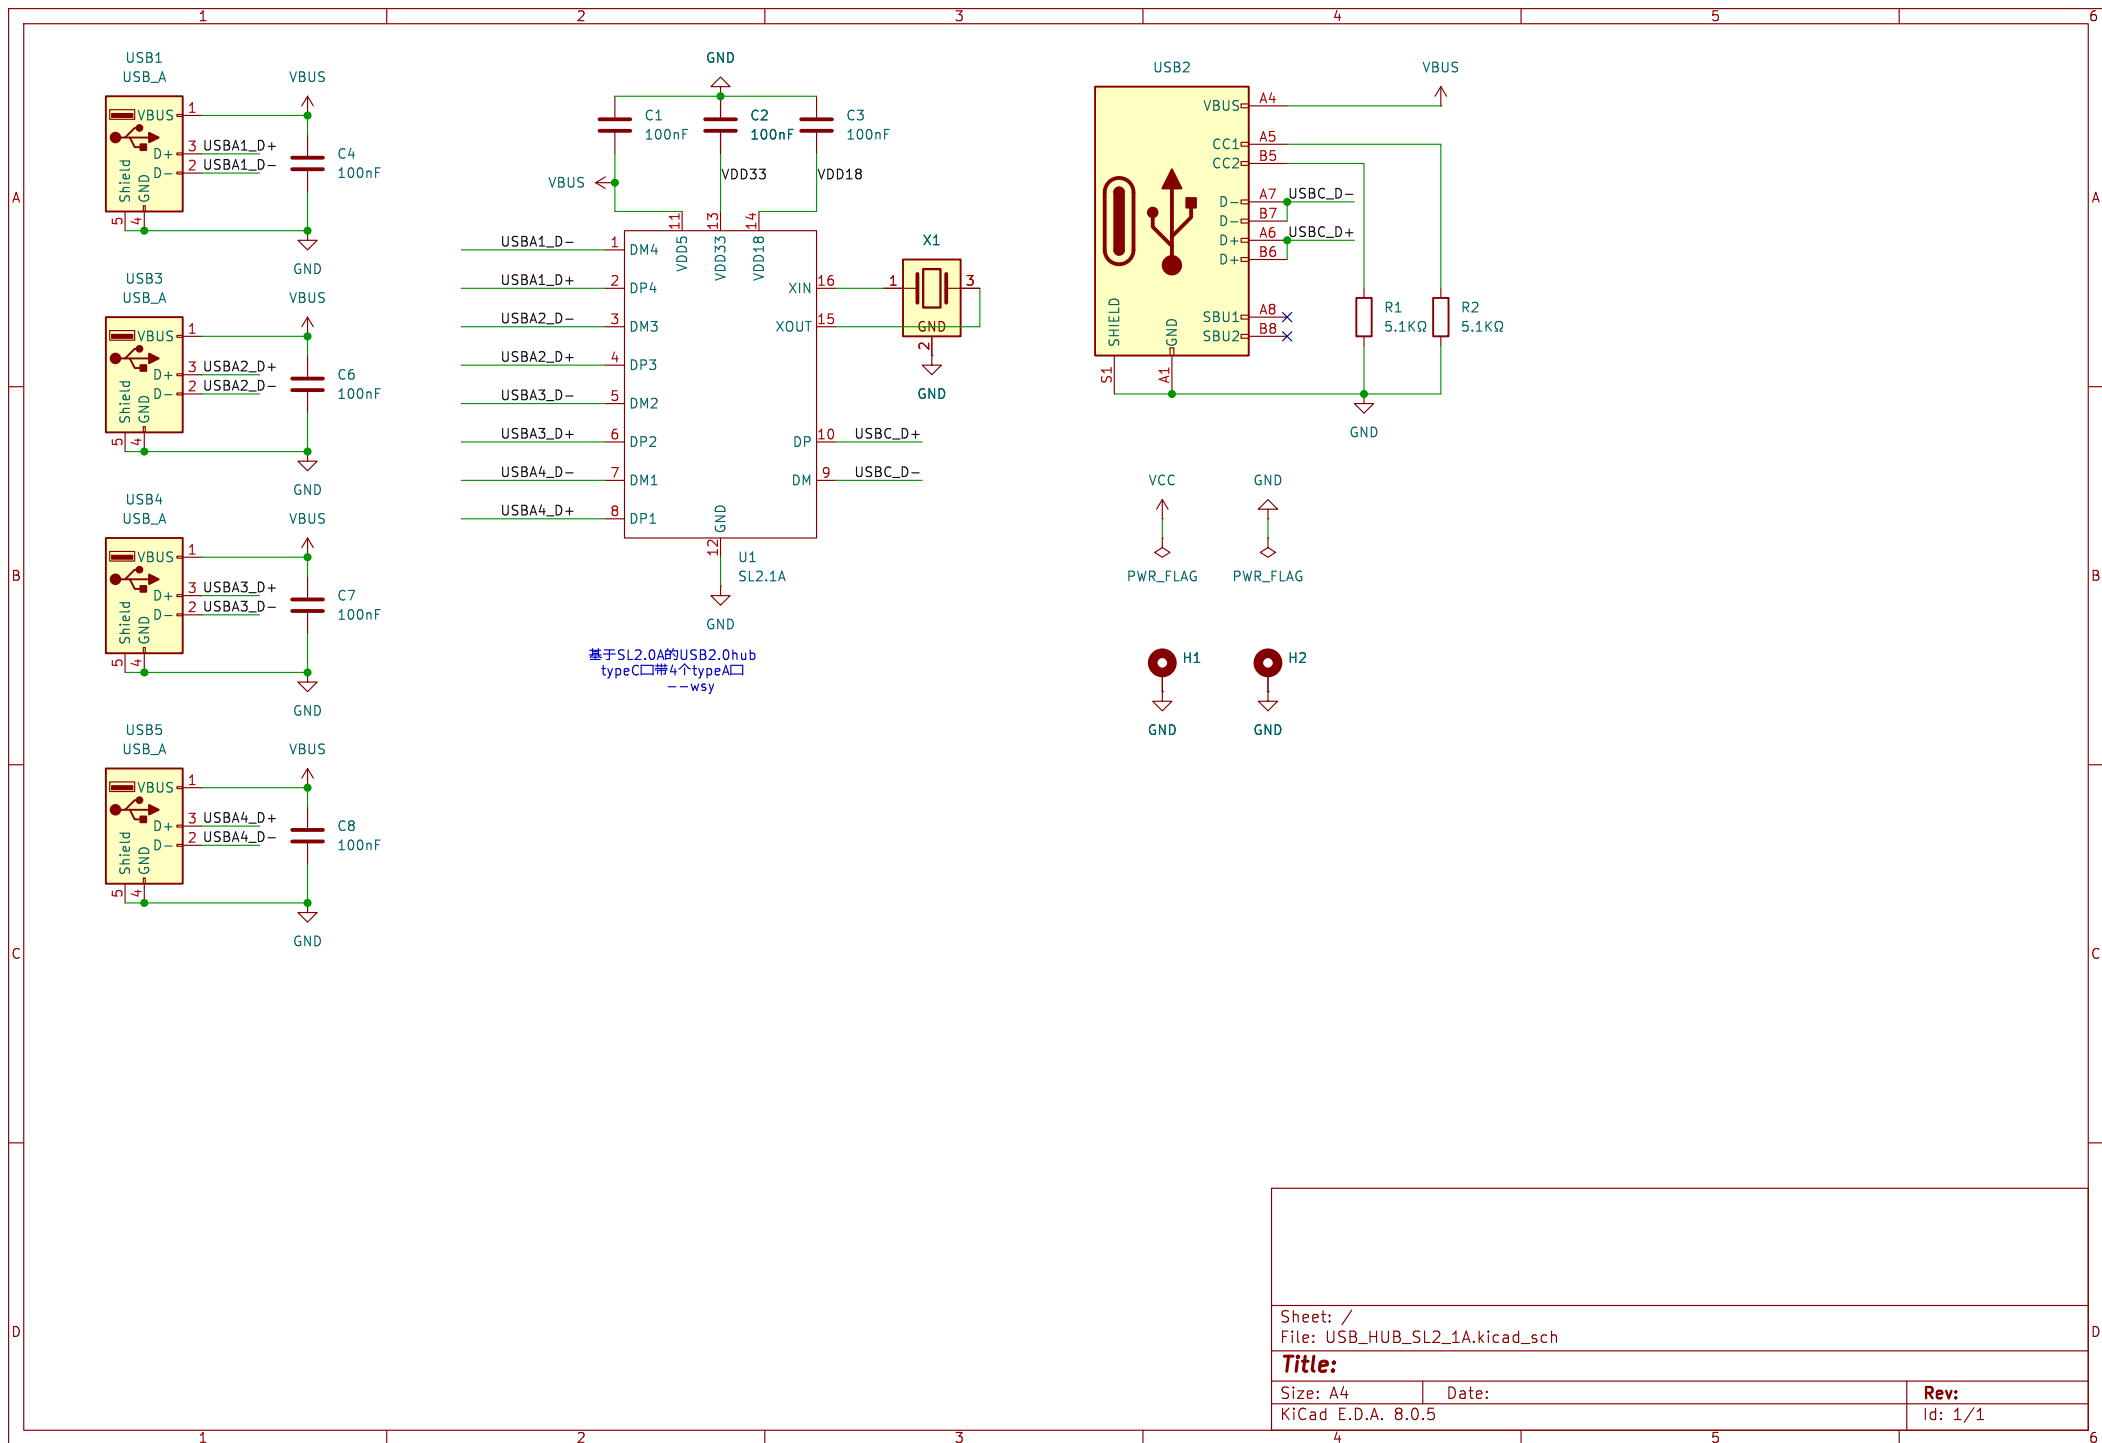 1
2
3
4
5
6
A
B
C
D
USB1
USB_A
VBUS
VBUS
1
D+
3
USBA1_D+
D-
2
USBA1_D-
Shield
GND
5
4
C4
100nF
GND
USB3
USB_A
VBUS
VBUS
1
D+
3
USBA2_D+
D-
2
USBA2_D-
Shield
GND
5
4
C6
100nF
GND
USB4
USB_A
VBUS
VBUS
1
D+
3
USBA3_D+
D-
2
USBA3_D-
Shield
GND
5
4
C7
100nF
GND
USB5
USB_A
VBUS
VBUS
1
D+
3
USBA4_D+
D-
2
USBA4_D-
Shield
GND
5
4
C8
100nF
GND
GND
C1
100nF
C2
100nF
C3
100nF
VBUS
VDD33
VDD18
11
13
14
VDD5
VDD33
VDD18
USBA1_D-
1
DM4
USBA1_D+
2
DP4
USBA2_D-
3
DM3
USBA2_D+
4
DP3
USBA3_D-
5
DM2
USBA3_D+
6
DP2
USBA4_D-
7
DM1
USBA4_D+
8
DP1
XIN
16
XOUT
15
DP
10
USBC_D+
DM
9
USBC_D-
GND
12
U1
SL2.1A
GND
X1
1
3
GND
2
GND
基于SL2.0A的USB2.0hub
typeC口带4个typeA口
--wsy
USB2
VBUS
VBUS
A4
CC1
A5
CC2
B5
D-
A7
USBC_D-
D-
B7
D+
A6
USBC_D+
D+
B6
SBU1
A8
SBU2
B8
SHIELD
GND
S1
A1
R1
5.1KΩ
R2
5.1KΩ
GND
VCC
GND
PWR_FLAG
PWR_FLAG
H1
H2
GND
GND
Sheet: /
File: USB_HUB_SL2_1A.kicad_sch
Title:
Size: A4
Date:
Rev:
KiCad E.D.A. 8.0.5
Id: 1/1
A
B
C
D
1
2
3
4
5
6